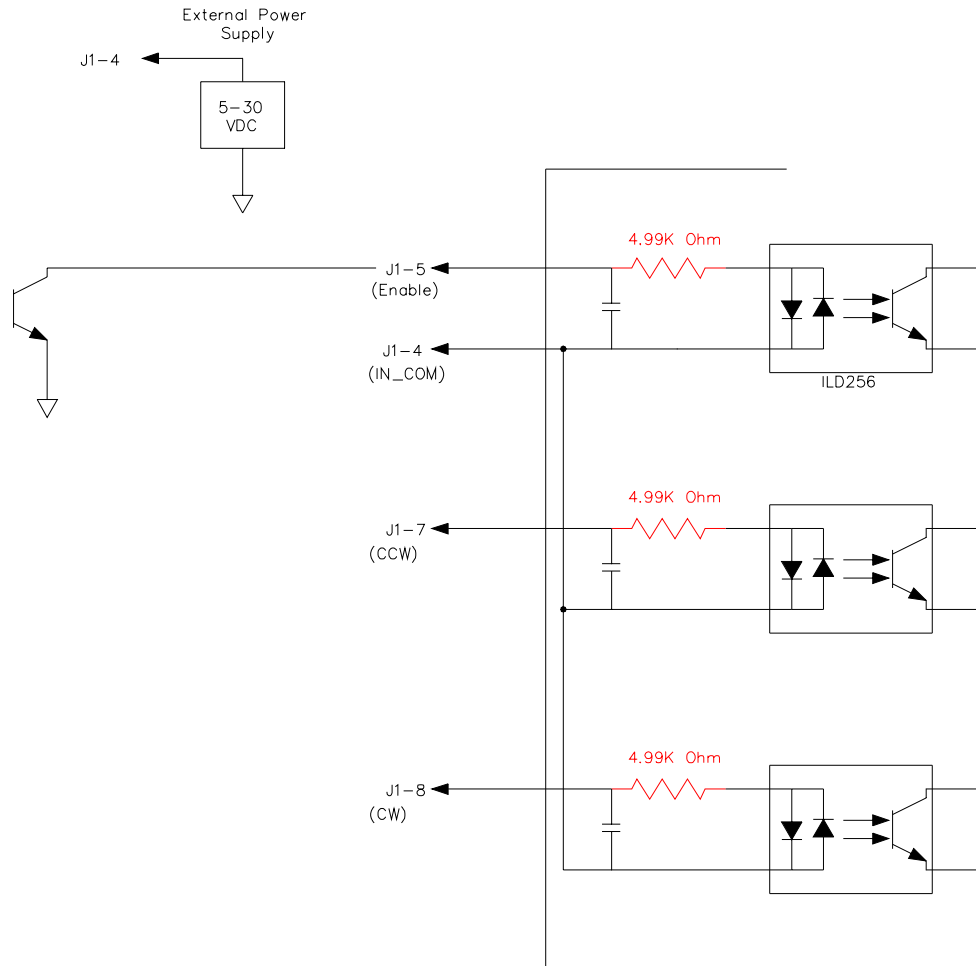 External Power
Supply
J1-4
5-30
VDC
4.99K Ohm
J1-5
(Enable)
J1-4
(IN_COM)
ILD256
4.99K Ohm
J1-7
(CCW)
4.99K Ohm
J1-8
(CW)